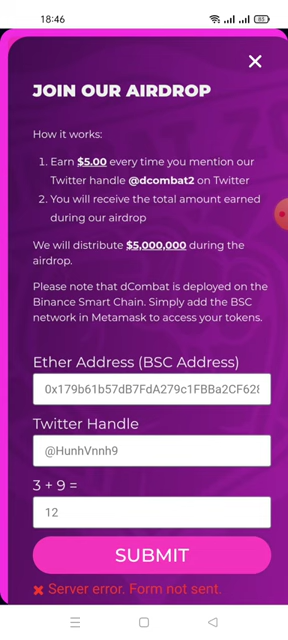 18:46
83
JOIN OUR AIRDROP
How it works:
1. Earn $5.00 every time you mention our
Twitter handle @dcombat2 on Twitter
2. You will receive the total amount earned
during our airdrop
We will distribute $5,000,000 during the
airdrop.
Please note that dCombat is deployed on the
Binance Smart Chain. Simply add the BSC
network in Metamask to access your tokens.
Ether Address (BSC Address)
0x179b61b57dB7FdA279c1FBBa2CF628
Twitter Handle
@HunhVnnh9
3 + 9 =
12
SUBMIT
Server error. Form not sent.